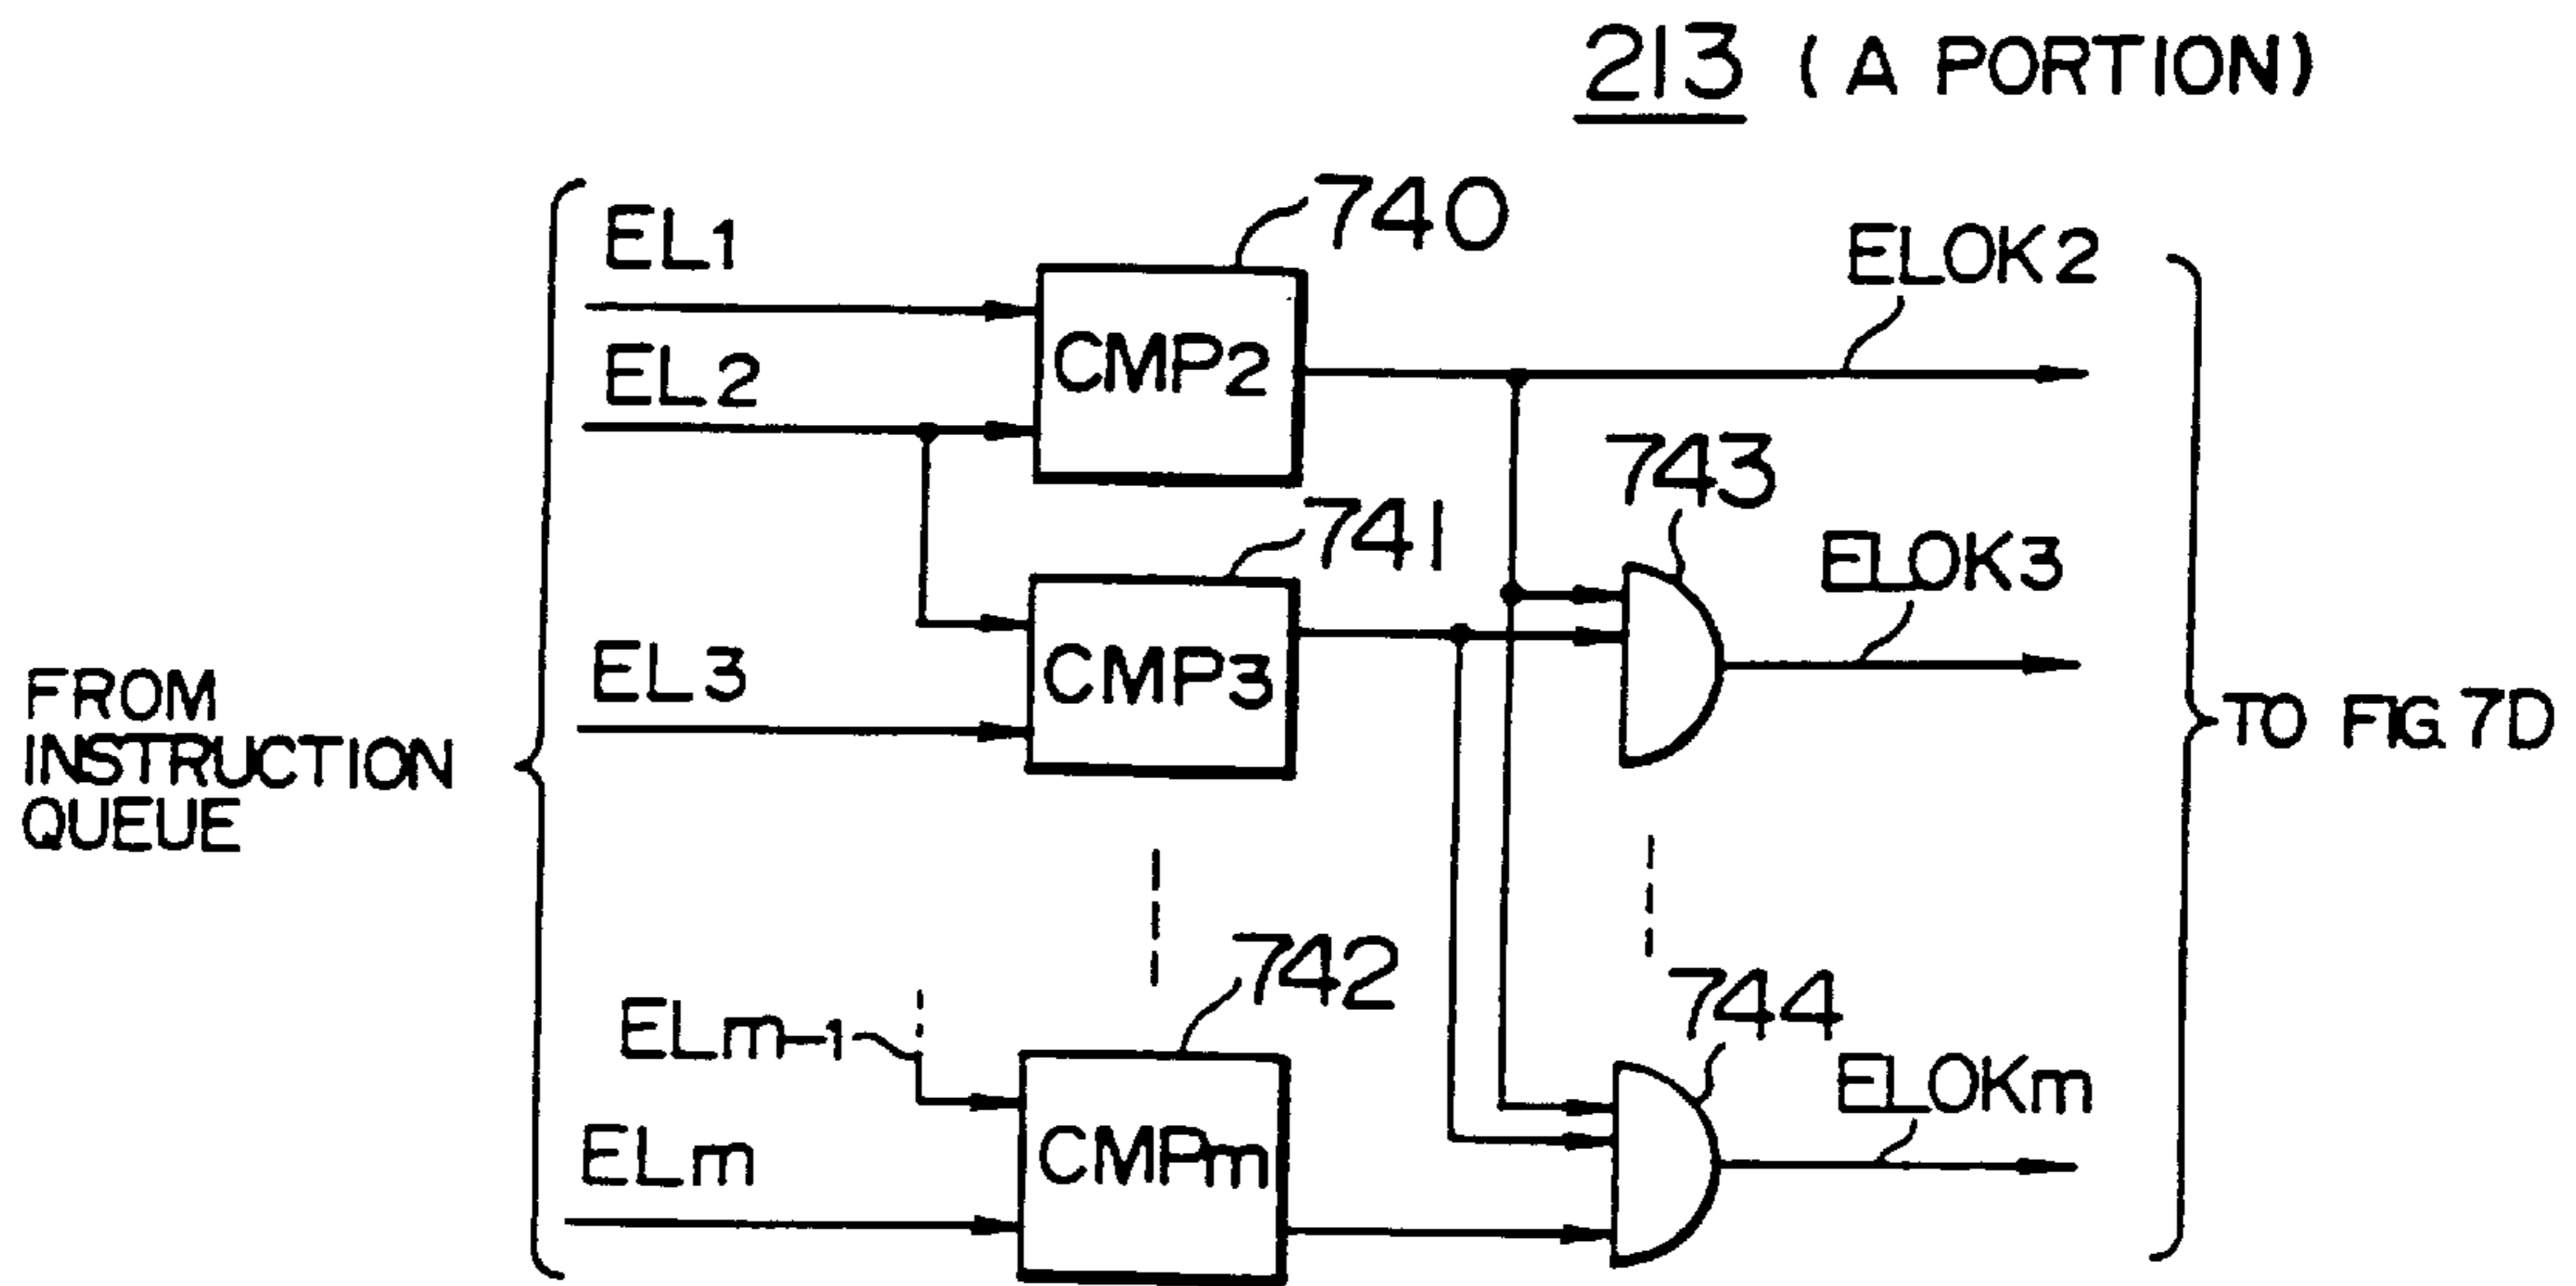 213 (A PORTION)
EL1
740
ELOK2
EL2
CMP2
743
741
ELOK3
EL3
CMP3
FROM
INSTRUCTION
QUEUE
TO FIG. 7D
742
744
ELm-1
ELOKm
ELm
CMPm